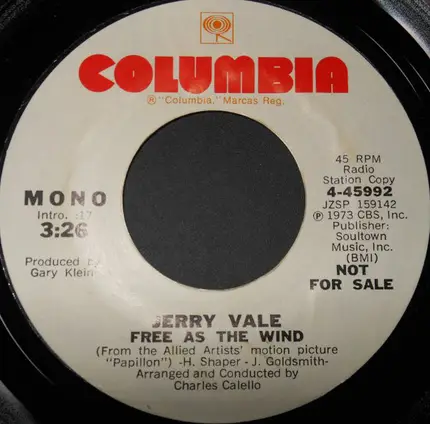 COLUMBIA
® "Columbia," Marcas Reg.
MONO
Intro. :17
3:26
Produced by
Gary Klein
45 RPM
Radio
Station Copy
4-45992
JZSP 159142
Ⓟ 1973 CBS, Inc.
Publisher:
Soultown
Music, Inc.
(BMI)
NOT
FOR SALE
JERRY VALE
FREE AS THE WIND
(From the Allied Artists' motion picture
"Papillon") -H. Shaper - J. Goldsmith-
Arranged and Conducted by
Charles Calello